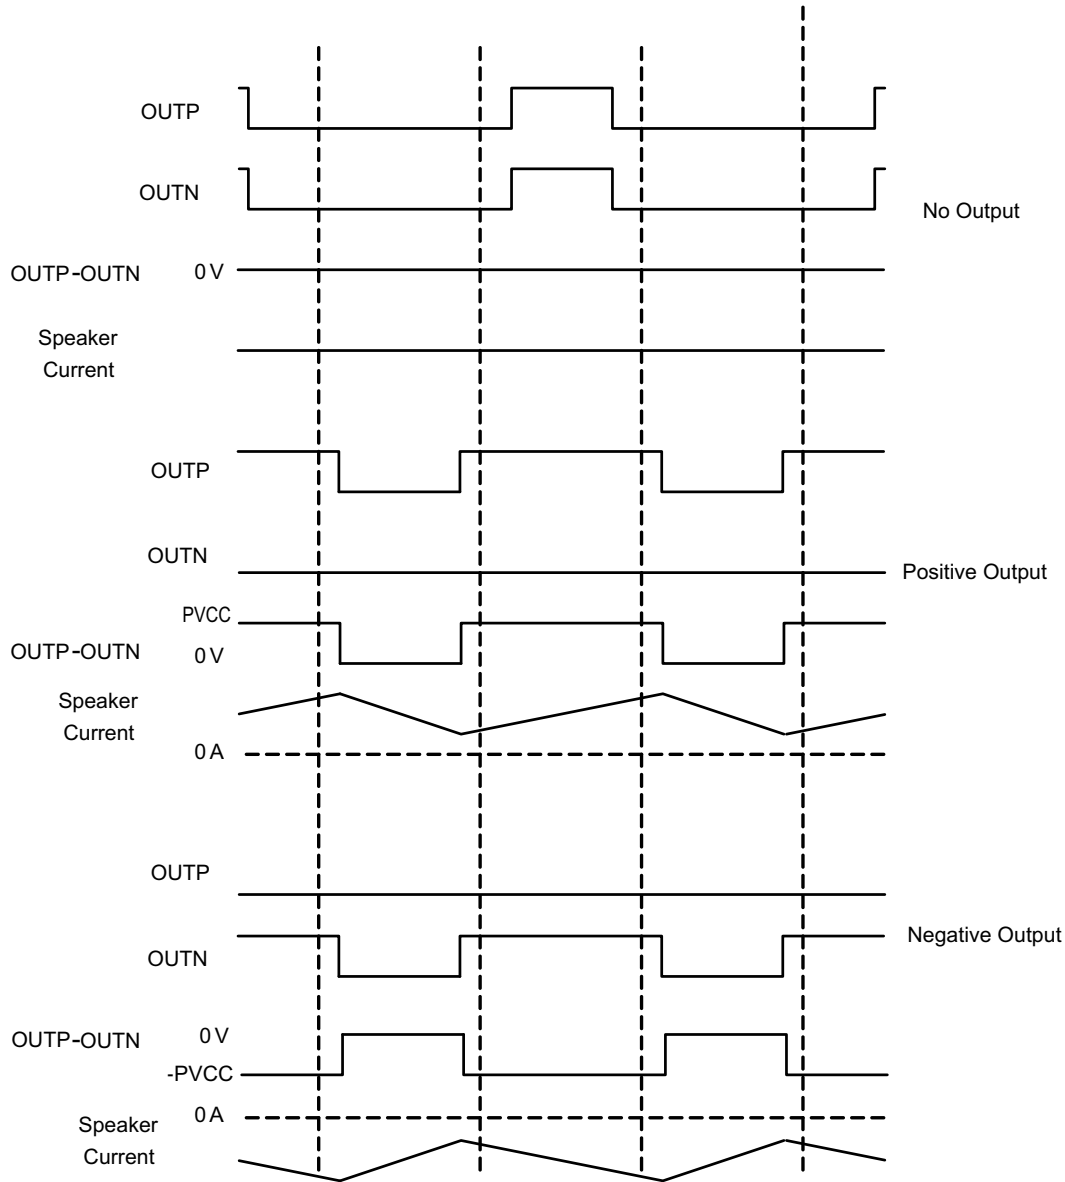 OUTP
OUTN
No Output
OUTP-OUTN 0 V
Speaker
Current
OUTP
OUTN
Positive Output
PVCC
OUTP-OUTN 0 V
Speaker
Current
0 A
OUTP
Negative Output
OUTN
OUTP-OUTN 0 V
-PVCC
0 A
Speaker
Current